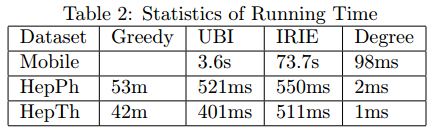 Table 2: Statistics of Running Time
Dataset Greedy UBI IRIE Degree
Mobile 3.6s 73.7s 98ms
HepPh 53m 521ms 550ms 2ms
HepTh 42m 401ms 511ms 1ms